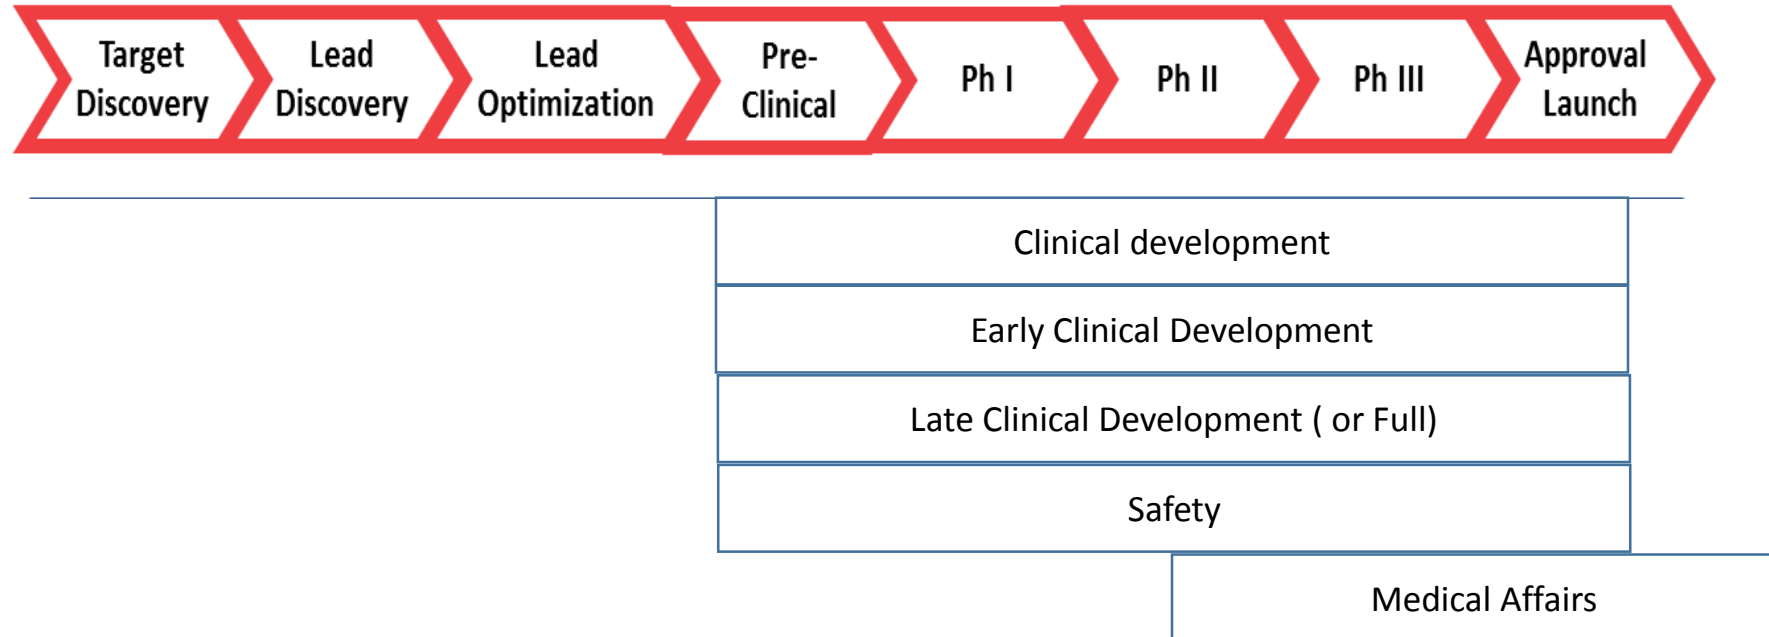 Target
Discovery
Lead
Discovery
Lead
Optimization
Pre-
Clinical
Ph I
Ph II
Ph III
Approval
Launch
Clinical development
Early Clinical Development
Late Clinical Development ( or Full)
Safety
Medical Affairs